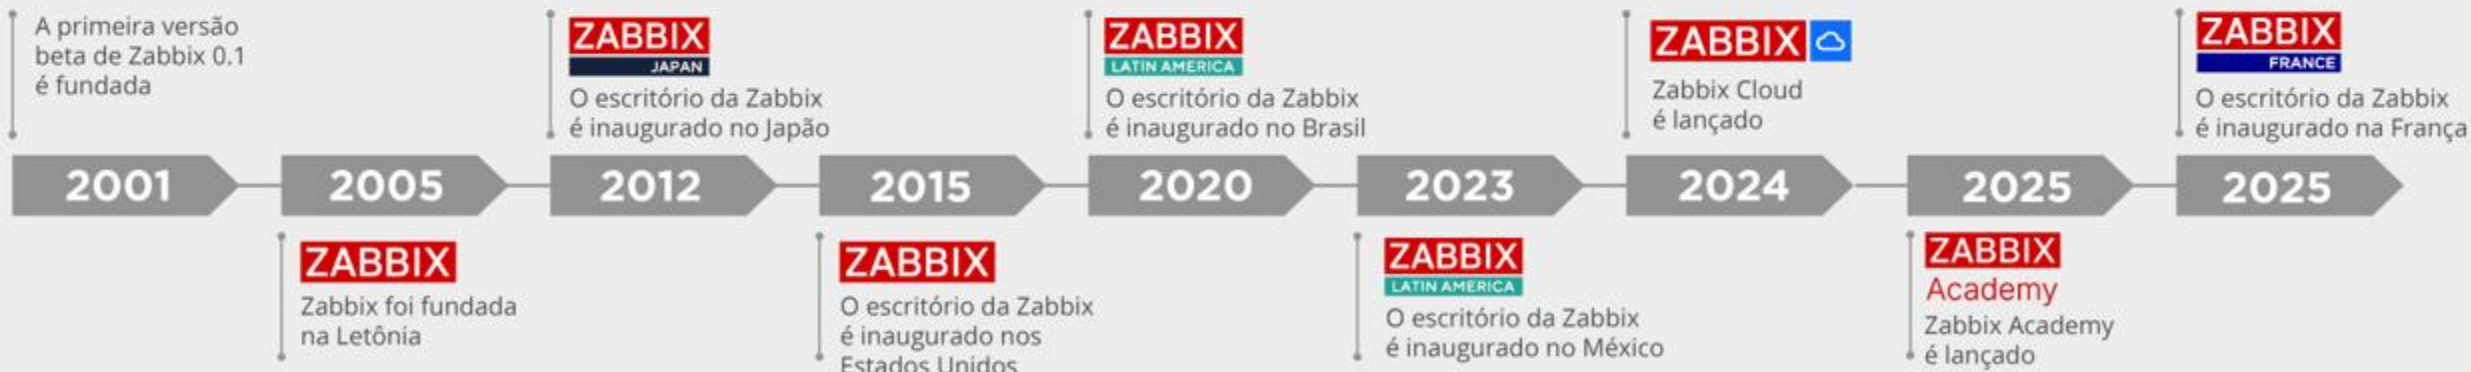 A primeira versão
beta de Zabbix 0.1
é fundada
2001
2005
ZABBIX
Zabbix foi fundada
na Letônia
ZABBIX
JAPAN
O escritório da Zabbix
é inaugurado no Japão
2012
2015
ZABBIX
O escritório da Zabbix
é inaugurado nos
Estados Unidos
ZABBIX
LATIN AMERICA
O escritório da Zabbix
é inaugurado no Brasil
2020
2023
ZABBIX
LATIN AMERICA
O escritório da Zabbix
é inaugurado no México
ZABBIX
Zabbix Cloud
é lançado
2024
2025
ZABBIX
Academy
Zabbix Academy
é lançado
ZABBIX
FRANCE
O escritório da Zabbix
é inaugurado na França
2025